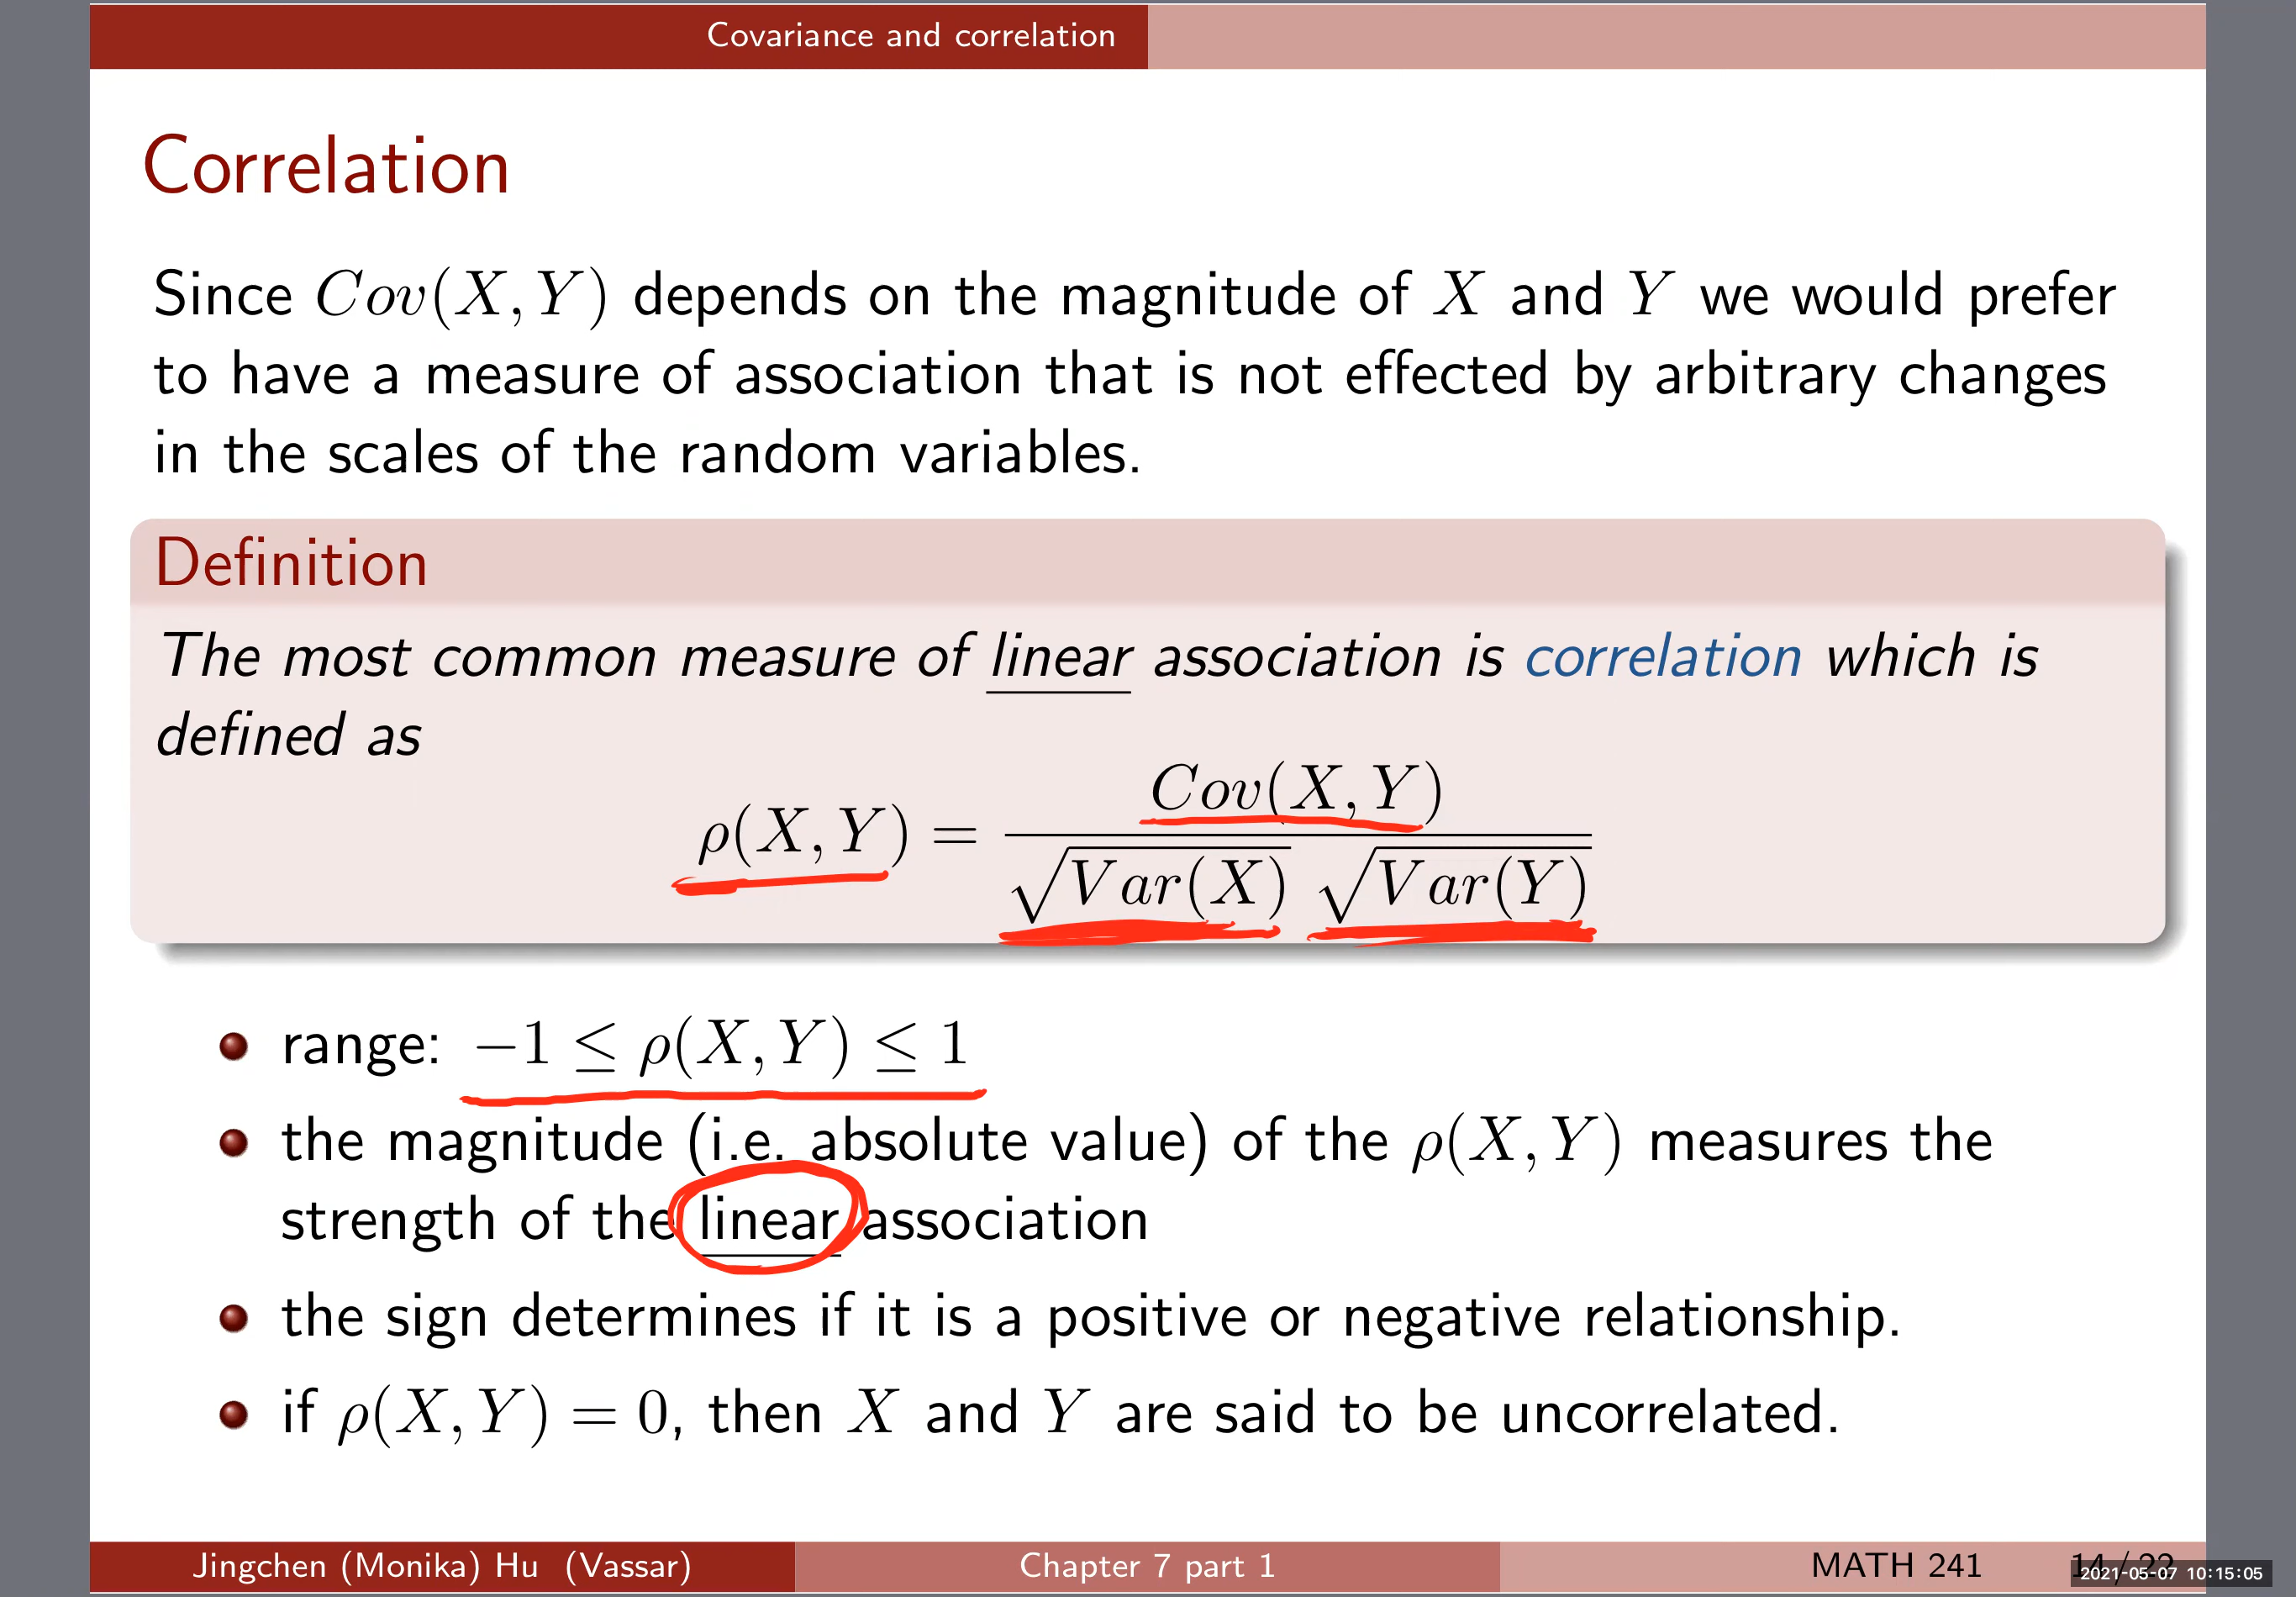 Covariance and correlation
Correlation
Since Cov(X, Y) depends on the magnitude of X and Y we would prefer
to have a measure of association that is not effected by arbitrary changes
in the scales of the random variables.
Definition
The most common measure of linear association is correlation which is
defined as
ρ(X, Y) = Cov(X, Y) / √Var(X) √Var(Y)
range: −1 ≤ ρ(X, Y) ≤ 1
the magnitude (i.e. absolute value) of the ρ(X, Y) measures the
strength of the linear association
the sign determines if it is a positive or negative relationship.
if ρ(X, Y) = 0, then X and Y are said to be uncorrelated.
Jingchen (Monika) Hu (Vassar) Chapter 7 part 1 MATH 241 14 / 22
2021-05-07 10:15:05